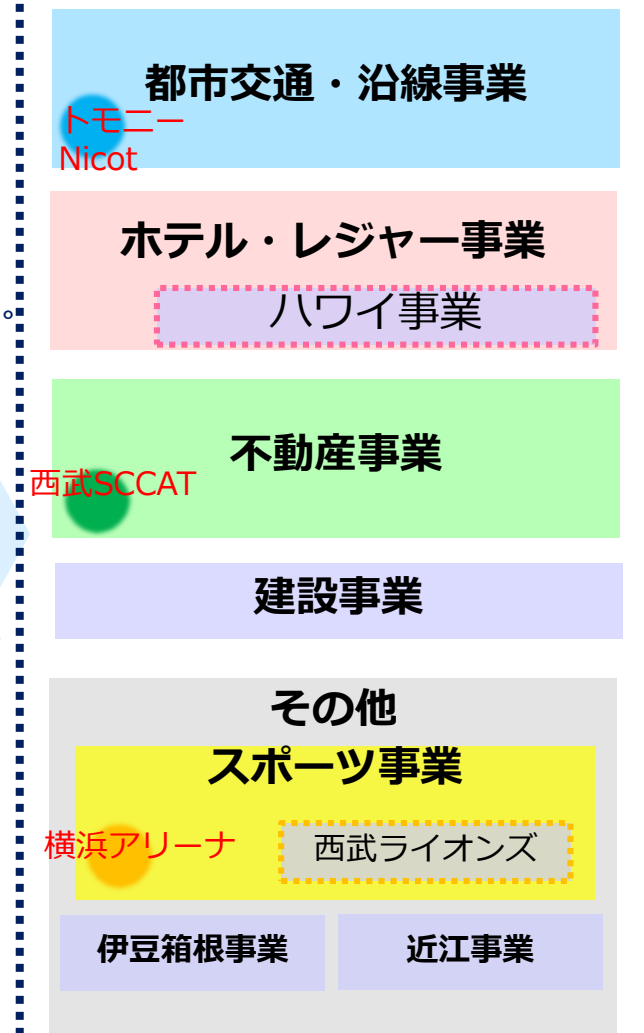 都市交通・沿線事業
トモニー
Nicot
ホテル・レジャー事業
ハワイ事業
。
不動産事業
西武SCCAT
建設事業
その他
スポーツ事業
横浜アリーナ
西武ライオンズ
伊豆箱根事業
近江事業